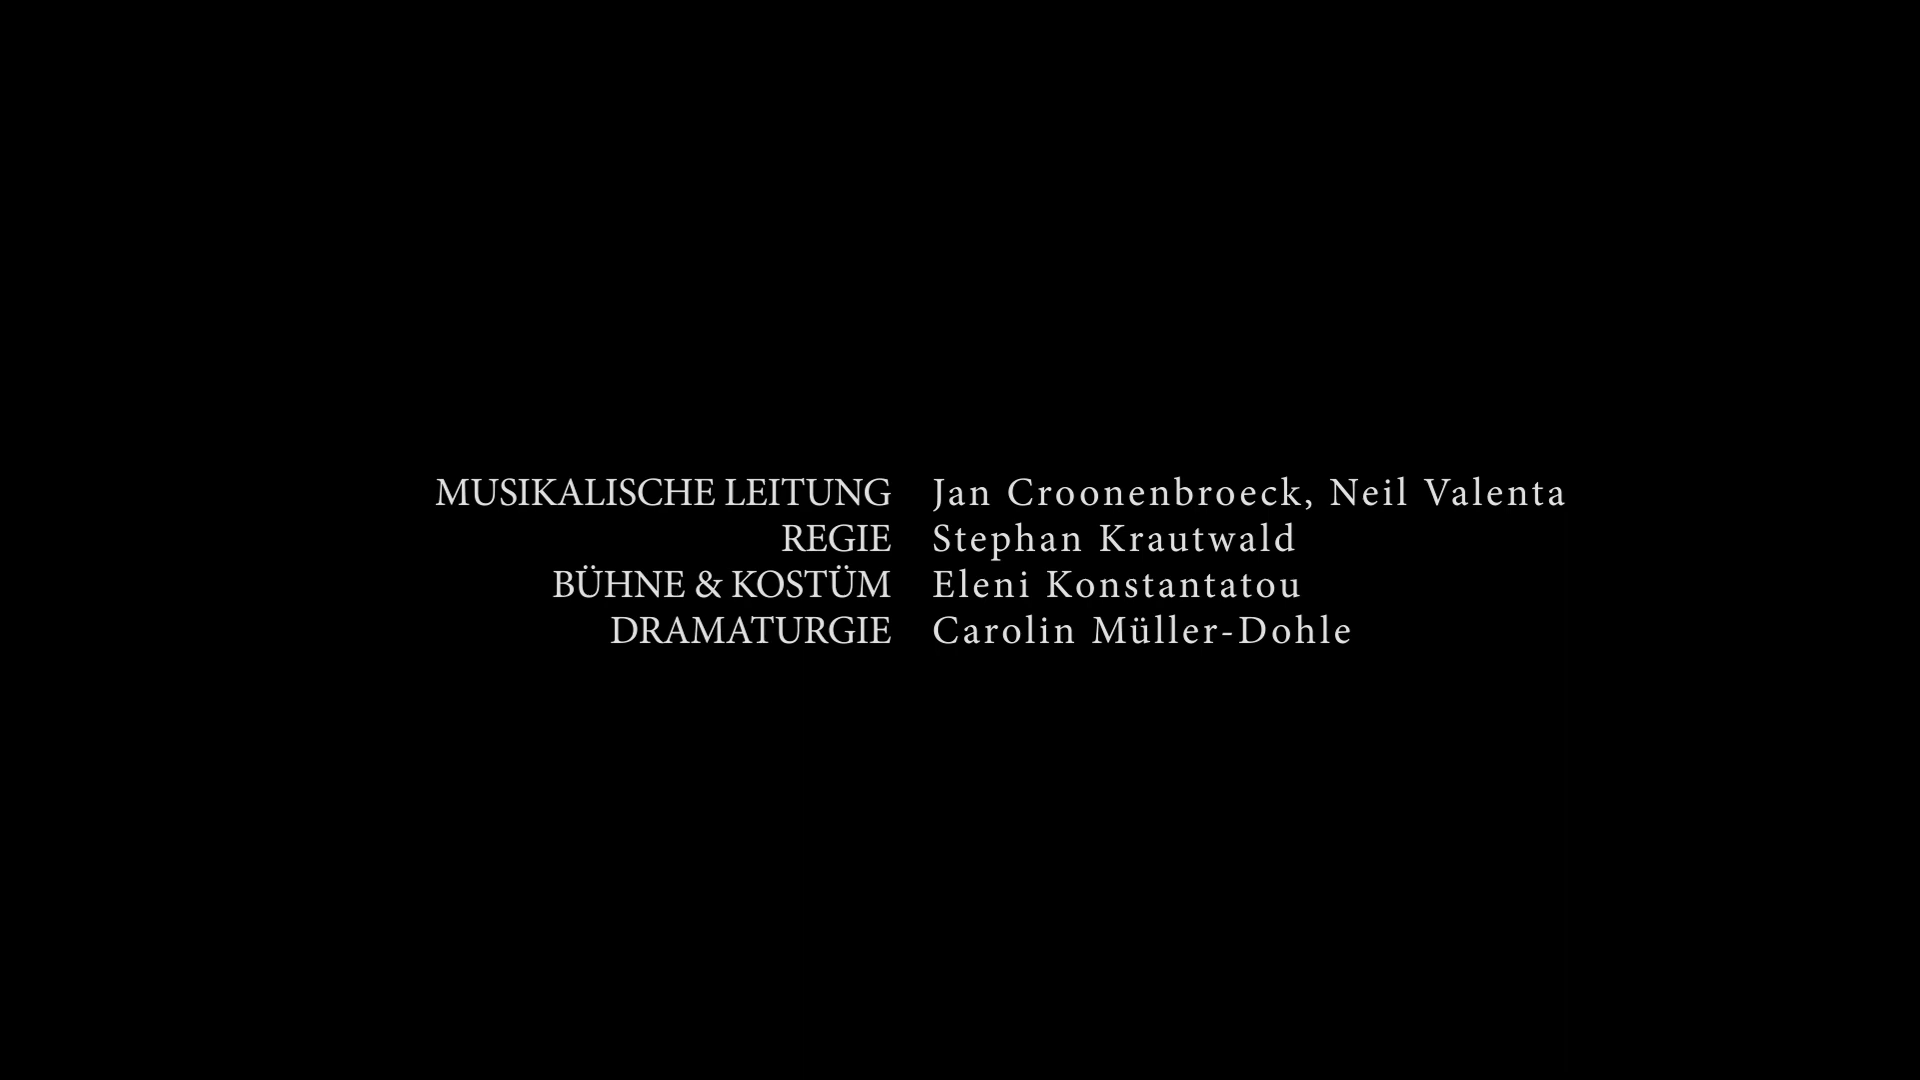 MUSIKALISCHE LEITUNG Jan Croonenbroeck, Neil Valenta
REGIE Stephan Krautwald
BÜHNE & KOSTÜM Eleni Konstantatou
DRAMATURGIE Carolin Müller-Dohle